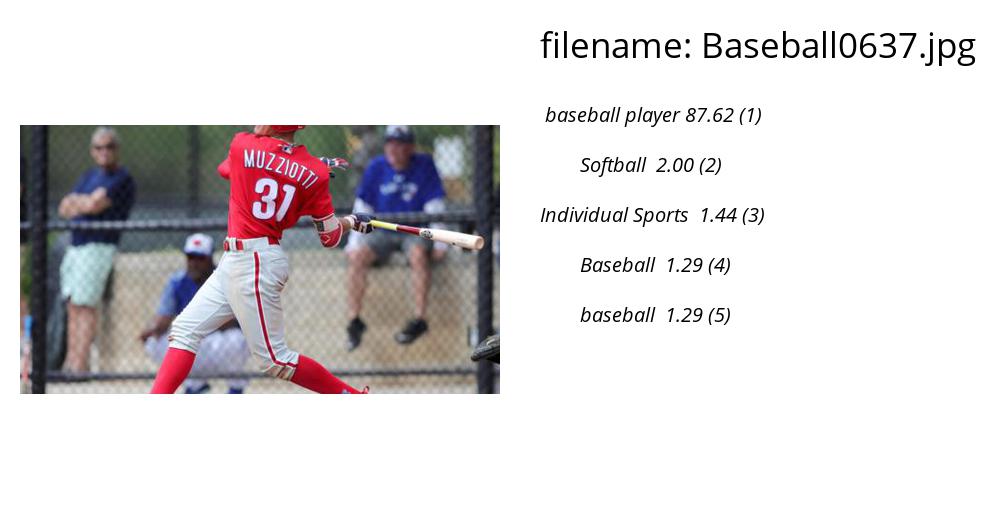 filename: Baseball0637.jpg
baseball player 87.62 (1)
Softball 2.00 (2)
Individual Sports 1.44 (3)
Baseball 1.29 (4)
baseball 1.29 (5)
MUZZIOTTI
31